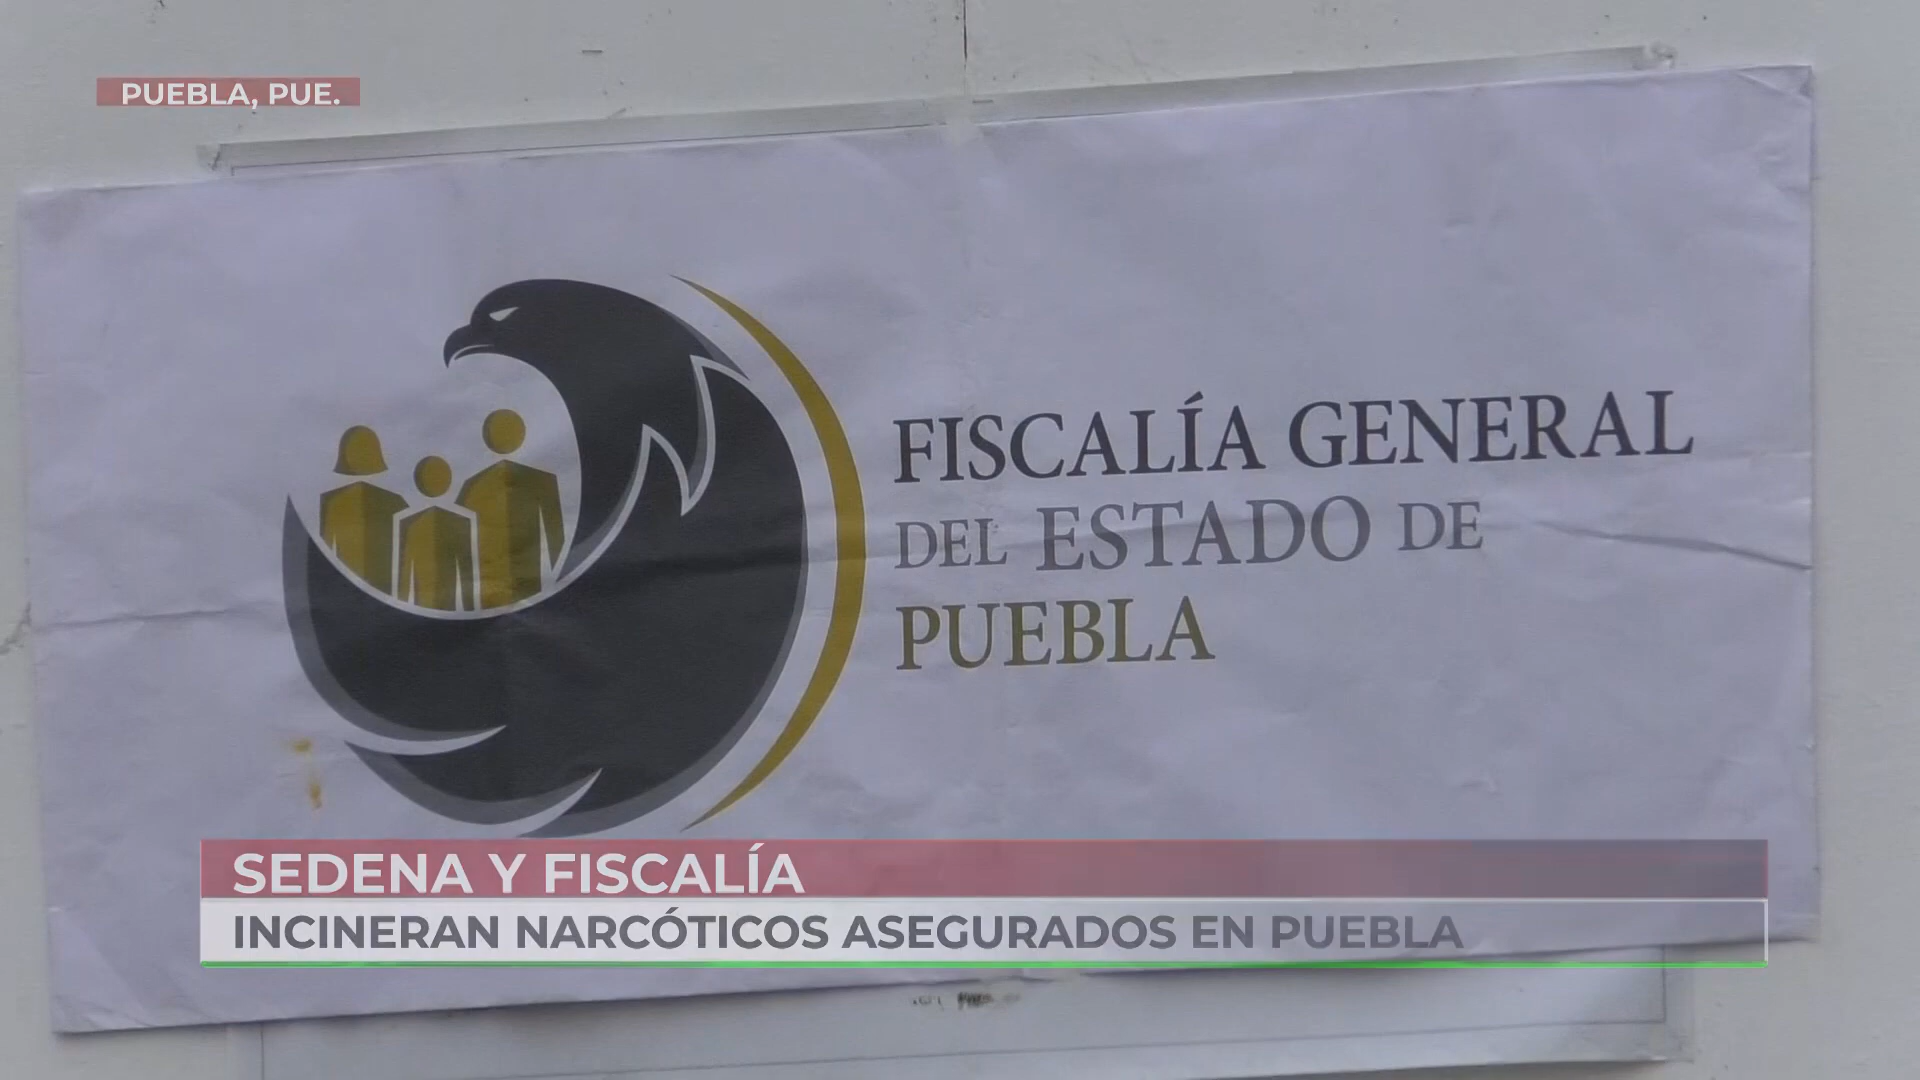 PUEBLA, PUE.
FISCALÍA GENERAL
DEL ESTADO DE
PUEBLA
SEDENA Y FISCALÍA
INCINERAN NARCÓTICOS ASEGURADOS EN PUEBLA